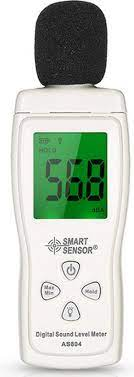 HOLD
56.8
dBA
SMART
SENSOR®
Max
Min
Hold
Digital Sound Level Meter
AS804